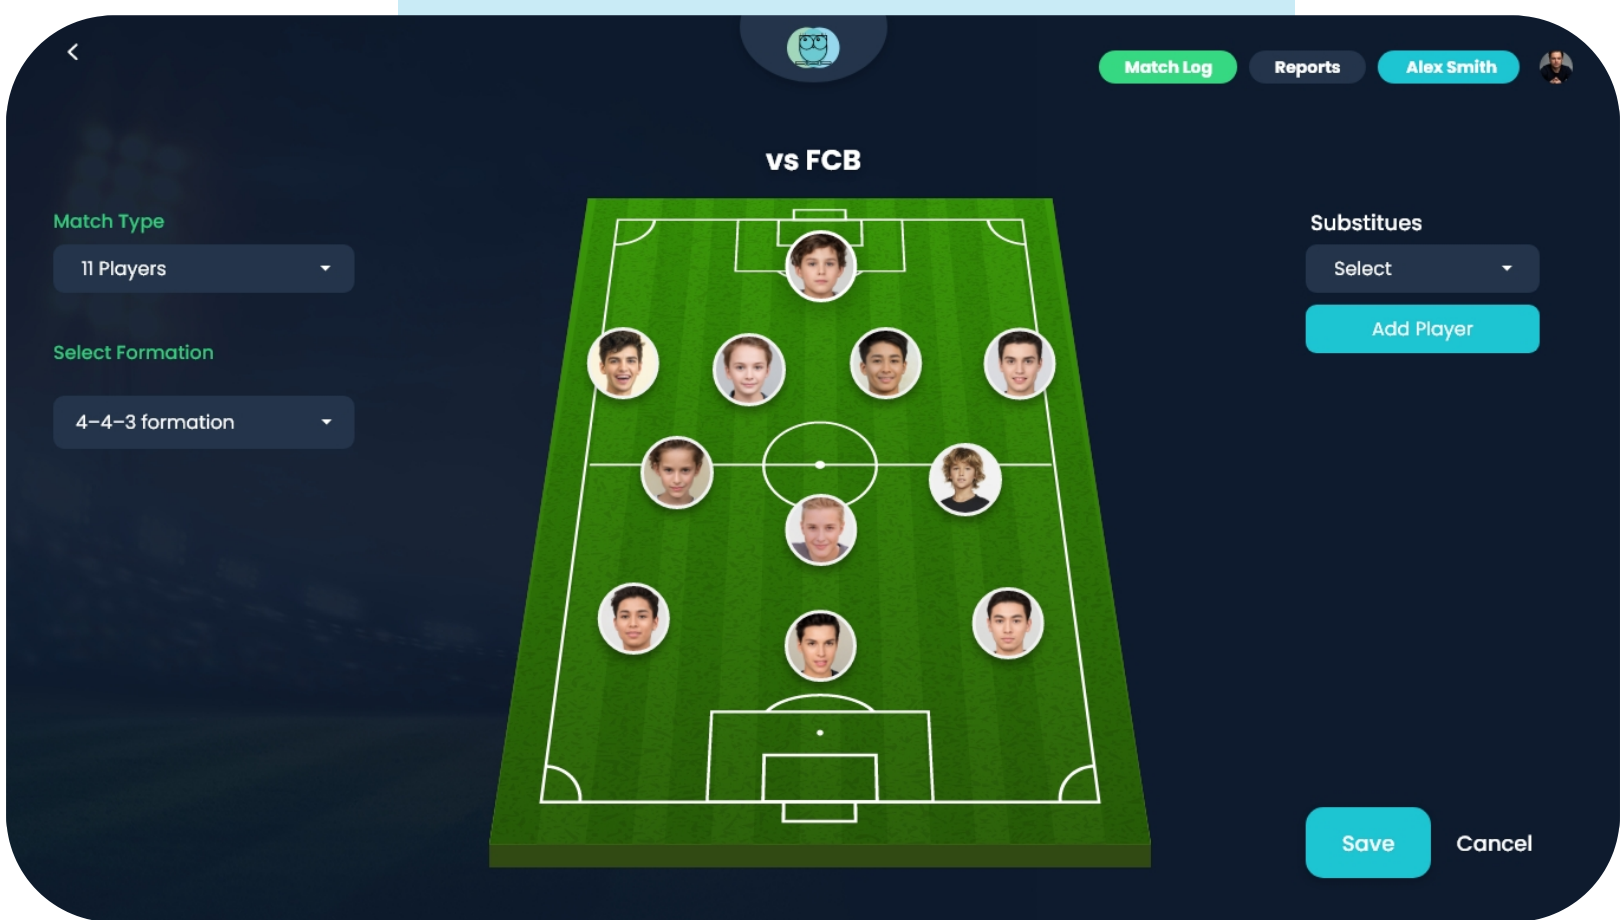 Match Log
Reports
Alex Smith
vs FCB
Match Type
11 Players
Select Formation
4–4–3 formation
Substitues
Select
Add Player
Save
Cancel